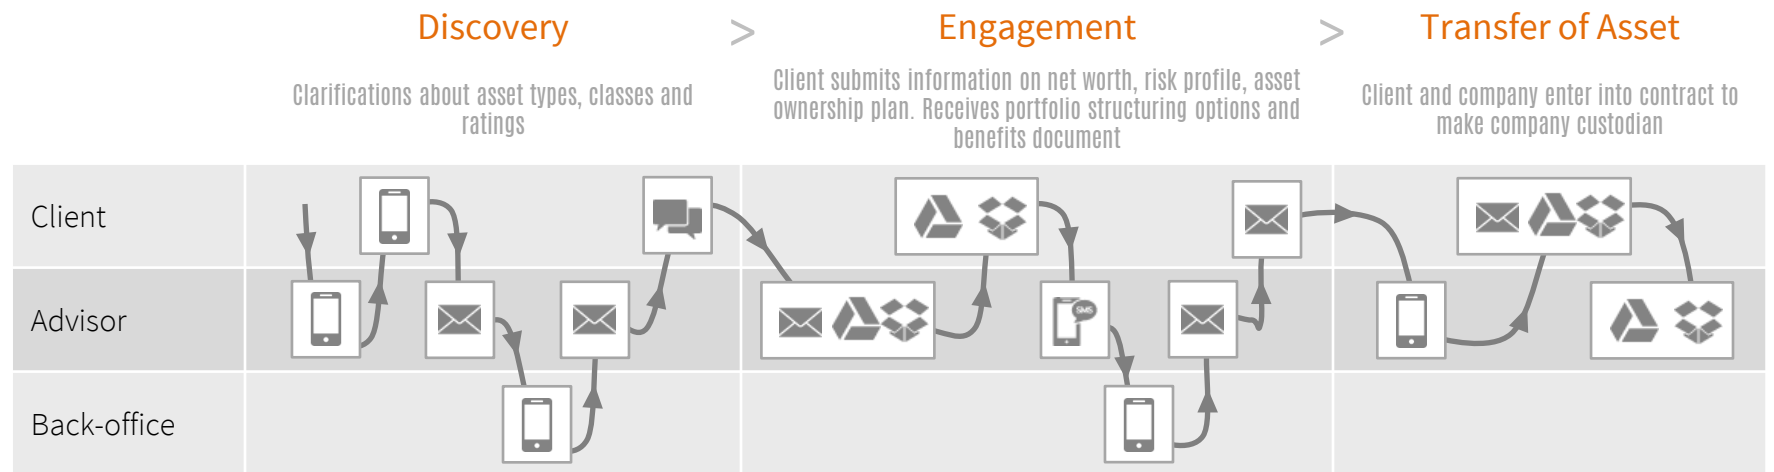 Discovery
>
Engagement
>
Transfer of Asset
Clarifications about asset types, classes and
ratings
Client submits information on net worth, risk profile, asset
ownership plan. Receives portfolio structuring options and
benefits document
Client and company enter into contract to
make company custodian
Client
Advisor
SMS
Back-office